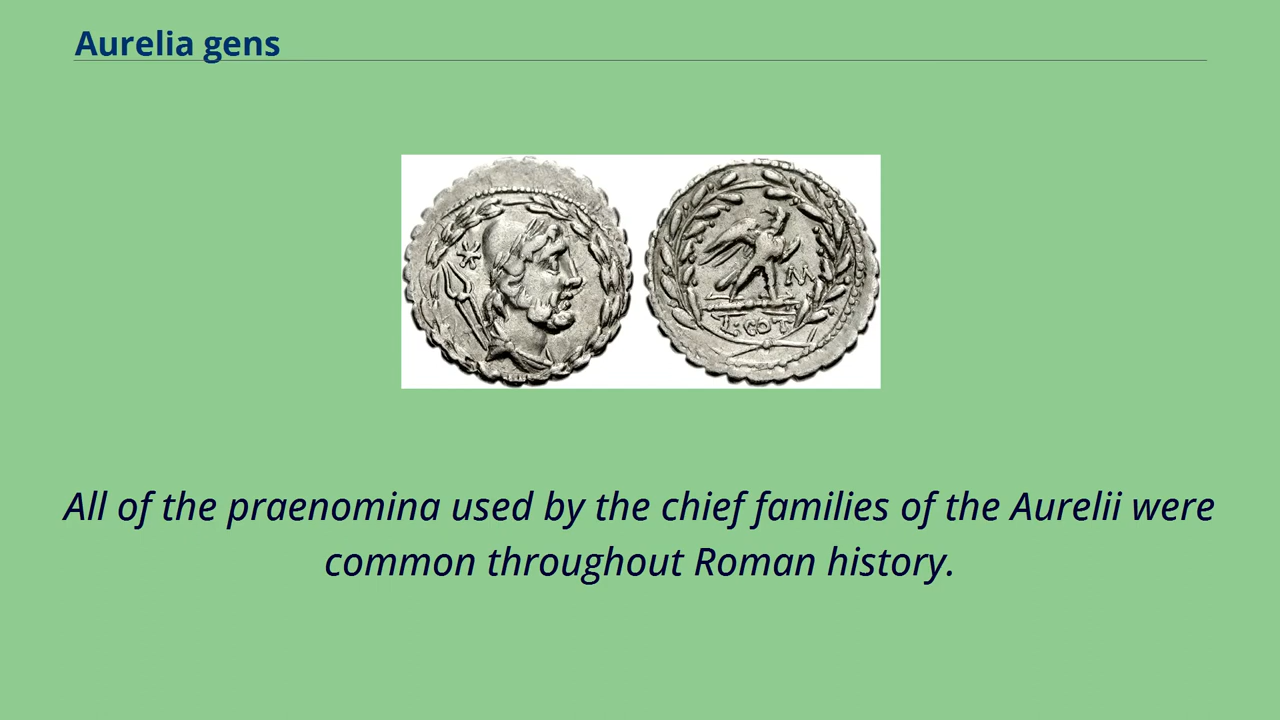 Aurelia gens
M
L·COT
All of the praenomina used by the chief families of the Aurelii were
common throughout Roman history.